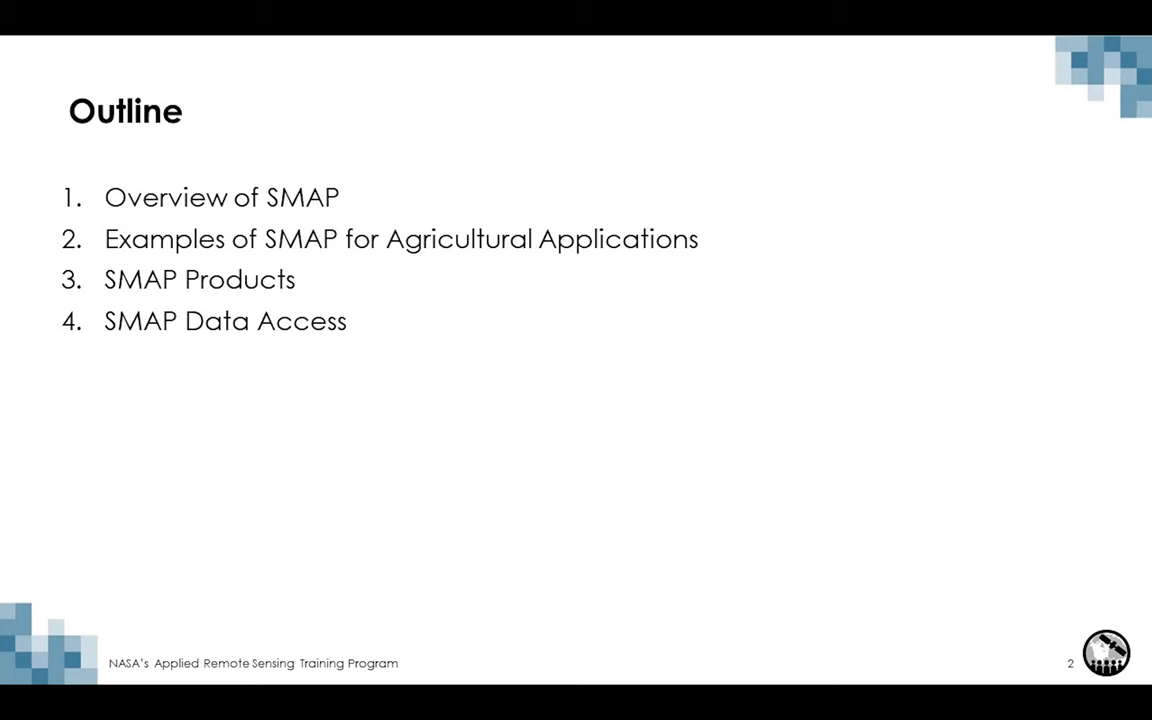 Outline
1. Overview of SMAP
2. Examples of SMAP for Agricultural Applications
3. SMAP Products
4. SMAP Data Access
NASA's Applied Remote Sensing Training Program
2